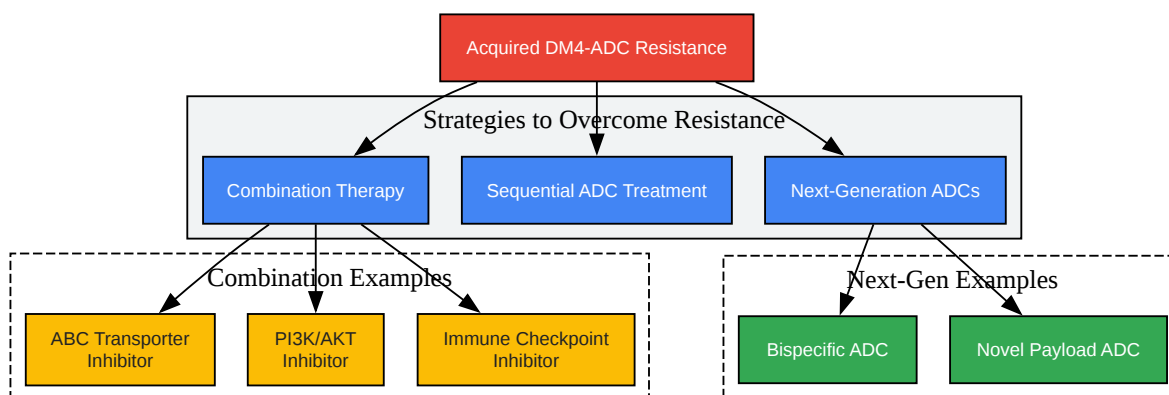 Acquired DM4-ADC Resistance
Strategies to Overcome Resistance
Combination Therapy
Sequential ADC Treatment
Next-Generation ADCs
Combination Examples
Next-Gen Examples
ABC Transporter
Inhibitor
PI3K/AKT
Inhibitor
Immune Checkpoint
Inhibitor
Bispecific ADC
Novel Payload ADC